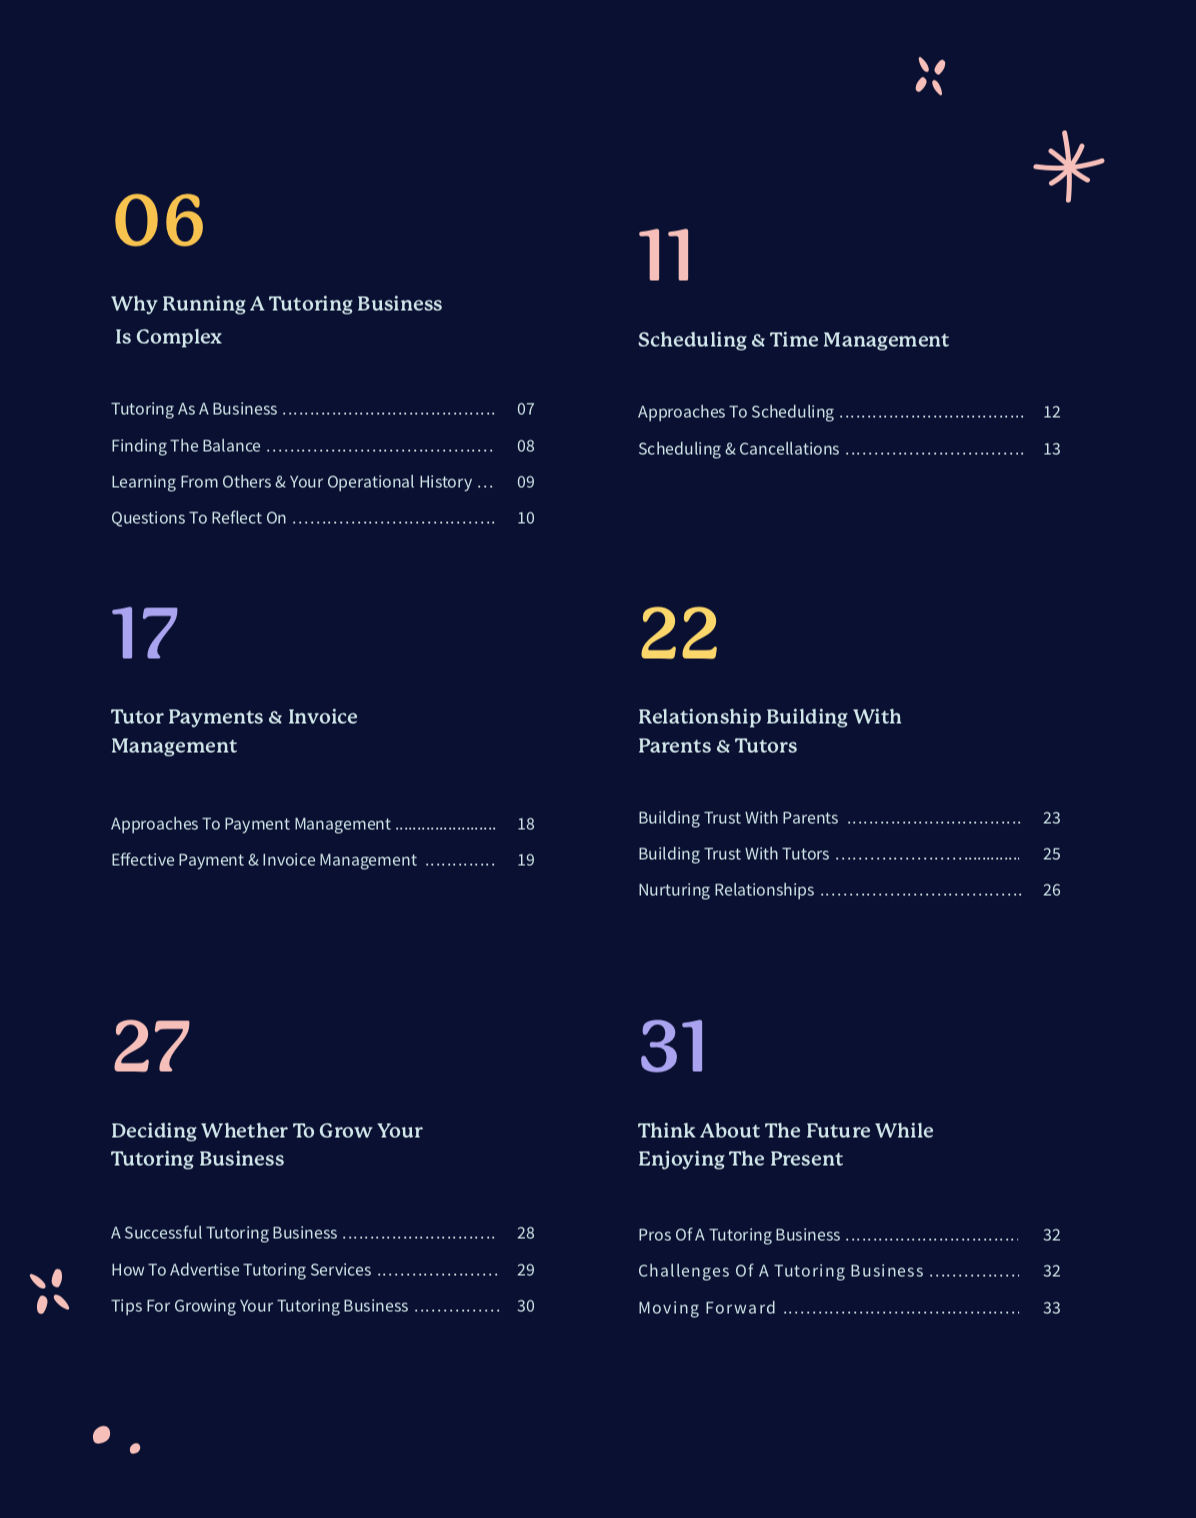 06
Why Running A Tutoring Business
Is Complex
Tutoring As A Business ........................................ 07
Finding The Balance .......................................... 08
Learning From Others & Your Operational History ... 09
Questions To Reflect On ...................................... 10
11
Scheduling & Time Management
Approaches To Scheduling .................................. 12
Scheduling & Cancellations ................................. 13
17
Tutor Payments & Invoice
Management
Approaches To Payment Management ....................... 18
Effective Payment & Invoice Management ............. 19
22
Relationship Building With
Parents & Tutors
Building Trust With Parents ................................ 23
Building Trust With Tutors .................................... 25
Nurturing Relationships ..................................... 26
27
Deciding Whether To Grow Your
Tutoring Business
A Successful Tutoring Business ............................ 28
How To Advertise Tutoring Services ...................... 29
Tips For Growing Your Tutoring Business ................ 30
31
Think About The Future While
Enjoying The Present
Pros Of A Tutoring Business ................................ 32
Challenges Of A Tutoring Business ................. 32
Moving Forward ........................................... 33